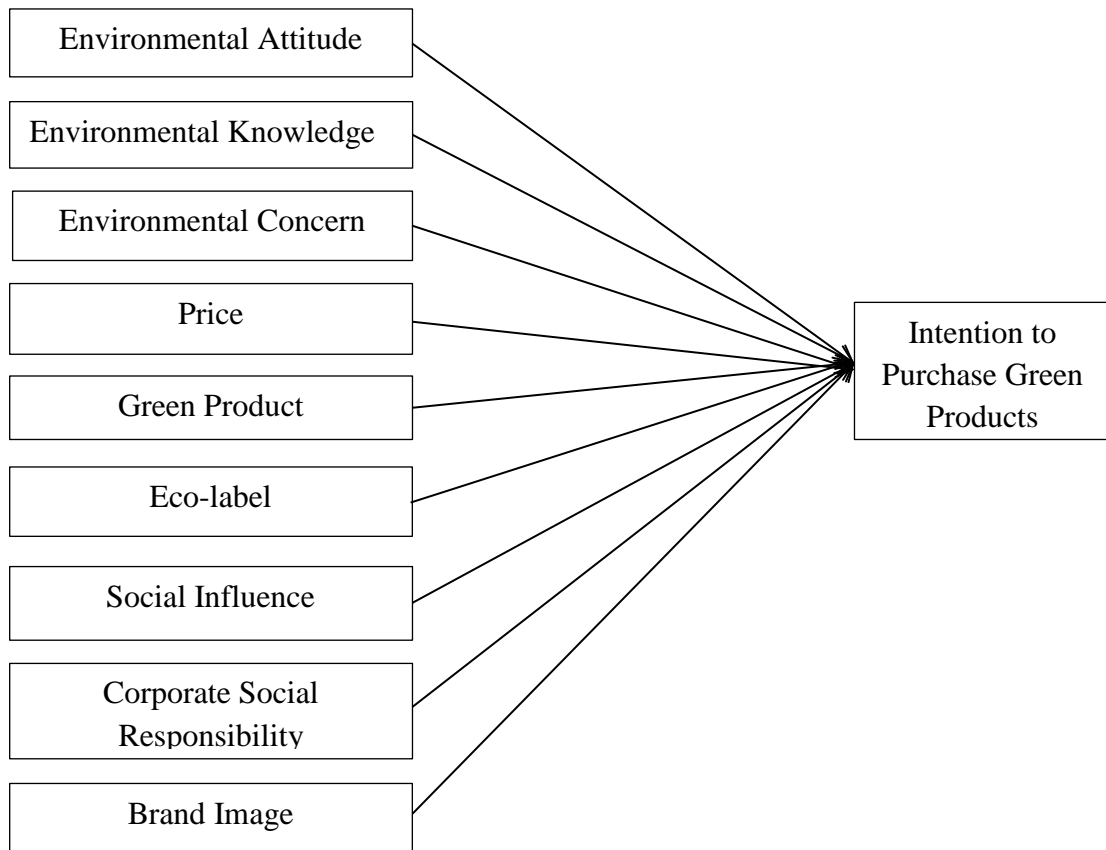 Environmental Attitude
Environmental Knowledge
Environmental Concern
Price
Green Product
Eco-label
Social Influence
Corporate Social
Responsibility
Brand Image
Intention to
Purchase Green
Products